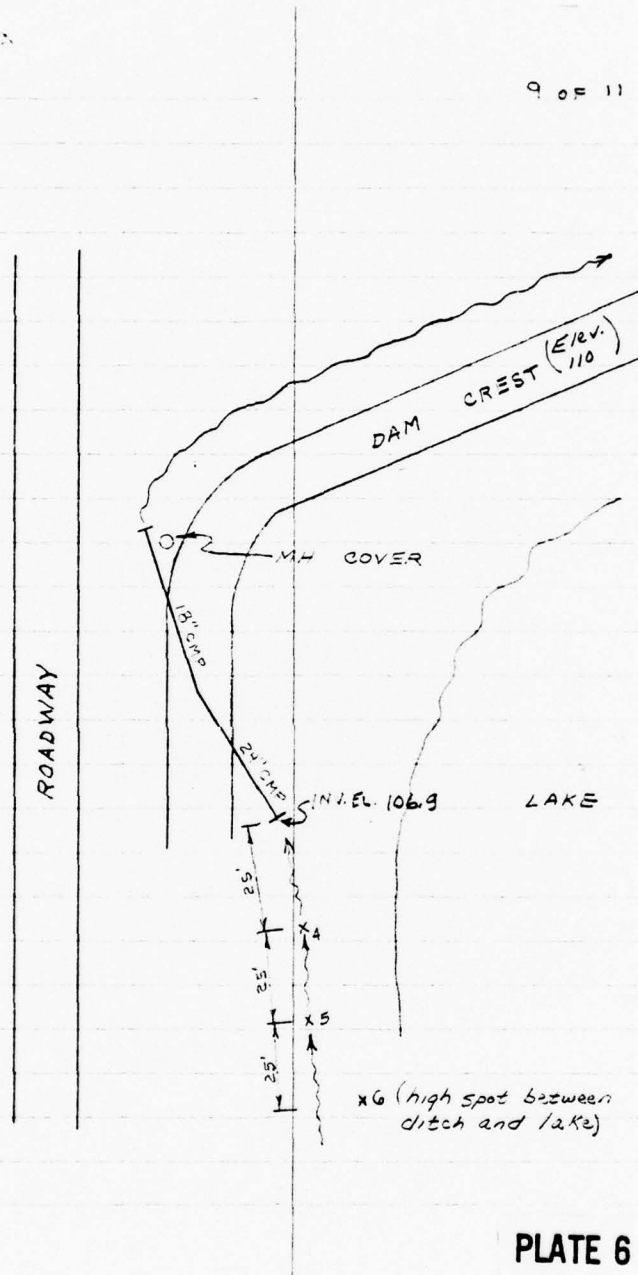 9 OF 11
DAM CREST (Elev. 110)
MH COVER
18" CMP
ROADWAY
24" CMP
INV. EL. 106.9
LAKE
25'
x4
25'
x5
25'
x6 (high spot between
ditch and lake)
PLATE 6